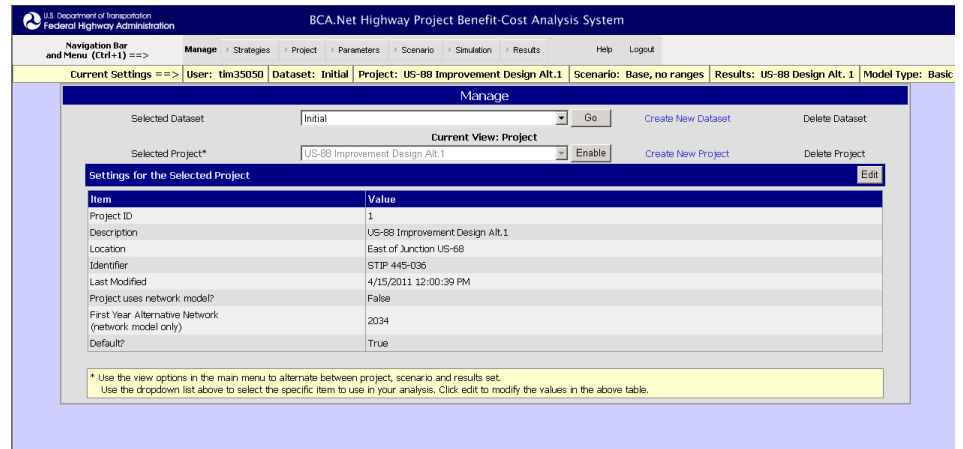 U.S. Department of Transportation
Federal Highway Administration
BCA.Net Highway Project Benefit-Cost Analysis System
Navigation Bar
and Menu (Ctrl+1) ==>
Manage > Strategies > Project > Parameters > Scenario > Simulation > Results Help Logout
Current Settings ==> User: tim35050 Dataset: Initial Project: US-88 Improvement Design Alt.1 Scenario: Base, no ranges Results: US-88 Design Alt. 1 Model Type: Basic
Manage
Selected Dataset Initial Go Create New Dataset Delete Dataset
Current View: Project
Selected Project* US-88 Improvement Design Alt.1 Enable Create New Project Delete Project
Settings for the Selected Project Edit
Item Value
Project ID 1
Description US-88 Improvement Design Alt.1
Location East of Junction US-68
Identifier STIP 445-036
Last Modified 4/15/2011 12:00:39 PM
Project uses network model? False
First Year Alternative Network
(network model only) 2034
Default? True
* Use the view options in the main menu to alternate between project, scenario and results set.
Use the dropdown list above to select the specific item to use in your analysis. Click edit to modify the values in the above table.